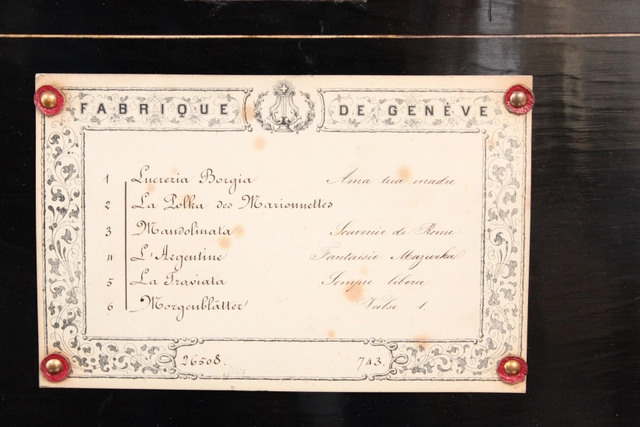 FABRIQUE DE GENÈVE
1 Lucrezia Borgia Ama tua madre
2 La Polka des Marionnettes
3 Mandolinata Souvenir de Rome
4 L'Argentine Fantaisie Mazurka
5 La Traviata Sempre libera
6 Morgenblätter Valse 1.
26508. 743.